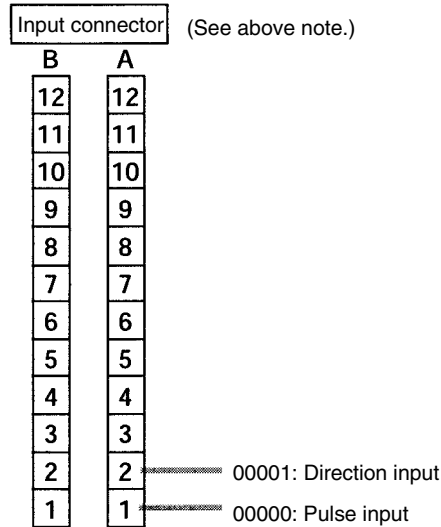 Input connector (See above note.)
B A
12 12
11 11
10 10
9 9
8 8
7 7
6 6
5 5
4 4
3 3
2 2 00001: Direction input
1 1 00000: Pulse input